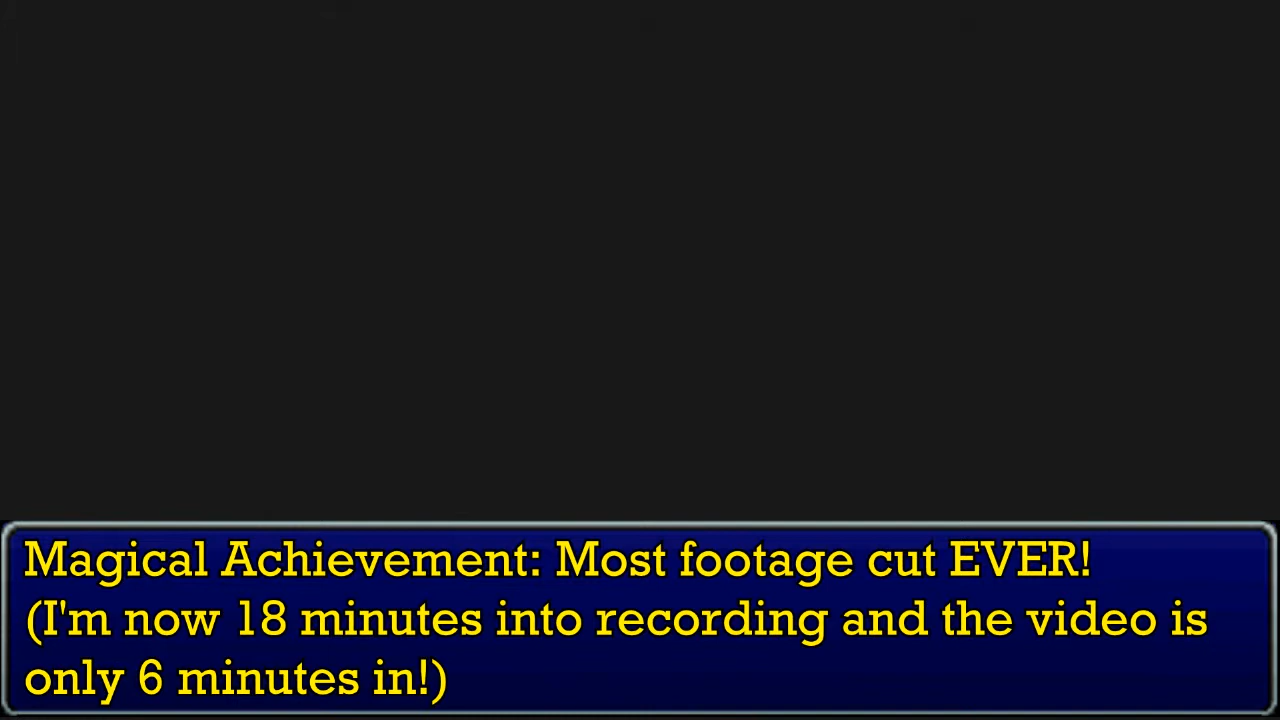 Magical Achievement: Most footage cut EVER!
(I'm now 18 minutes into recording and the video is
only 6 minutes in!)